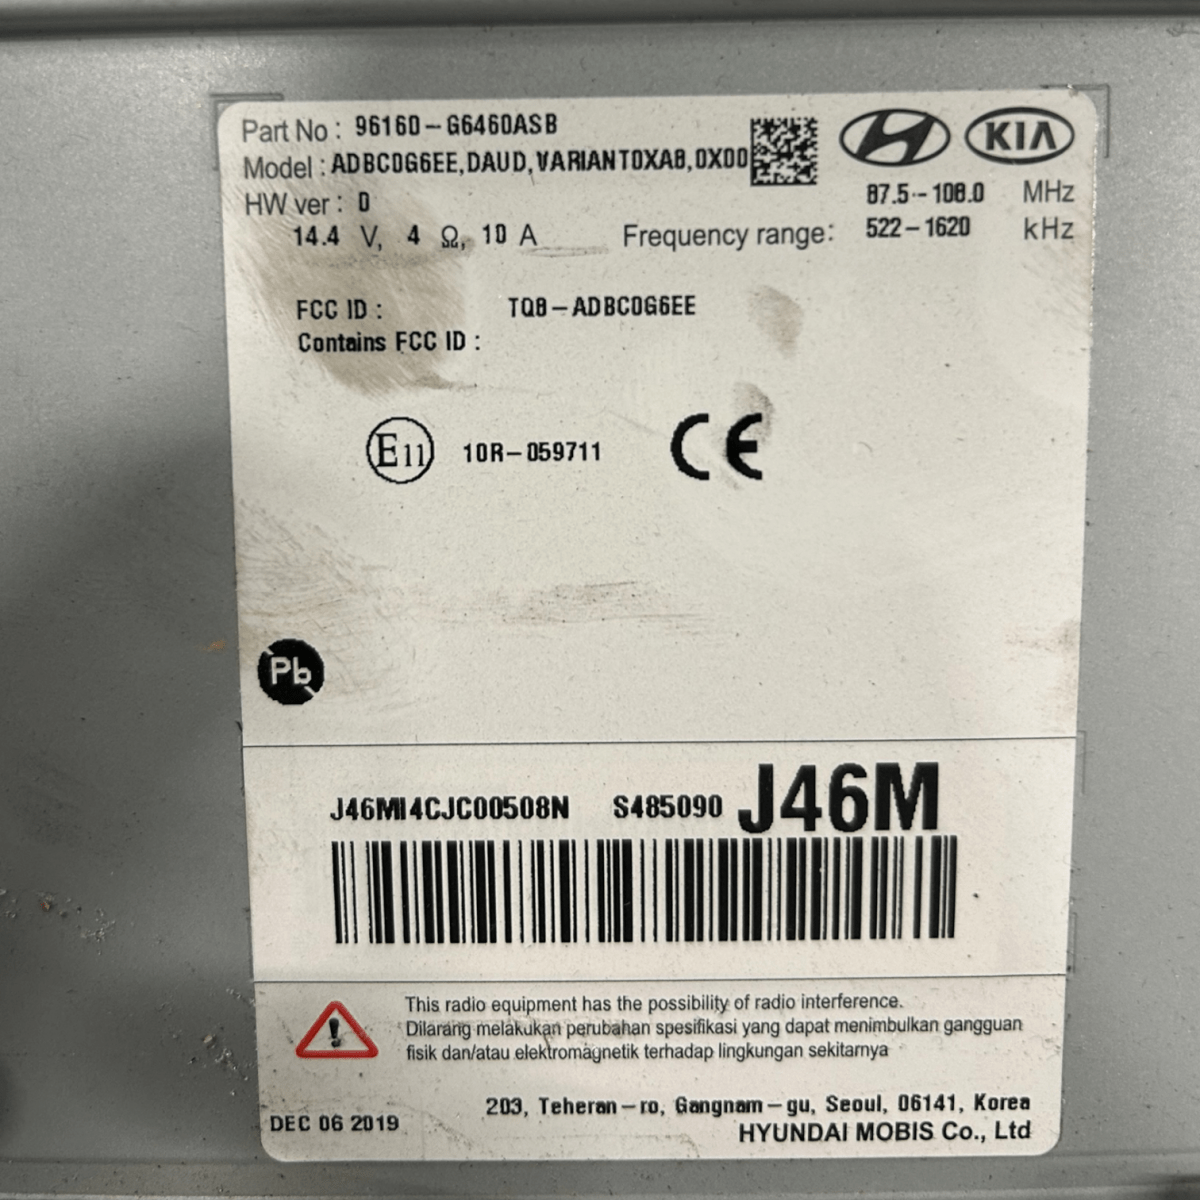 Part No : 96160-G6460ASB
Model : ADBC0G6EE,DAUD,VARIANT0XA8,0X00
HW ver : 0
14.4 V, 4 Ω, 10 A
KIA
Frequency range: 87.5--108.0 MHz
522-1620 kHz
FCC ID : TQ8-ADBC0G6EE
Contains FCC ID :
E11 10R-059711 CE
Pb
J46MI4CJC00508N S485090 J46M
This radio equipment has the possibility of radio interference.
Dilarang melakukan perubahan spesifikasi yang dapat menimbulkan gangguan
fisik dan/atau elektromagnetik terhadap lingkungan sekitarnya
203, Teheran-ro, Gangnam-gu, Seoul, 06141, Korea
DEC 06 2019 HYUNDAI MOBIS Co., Ltd